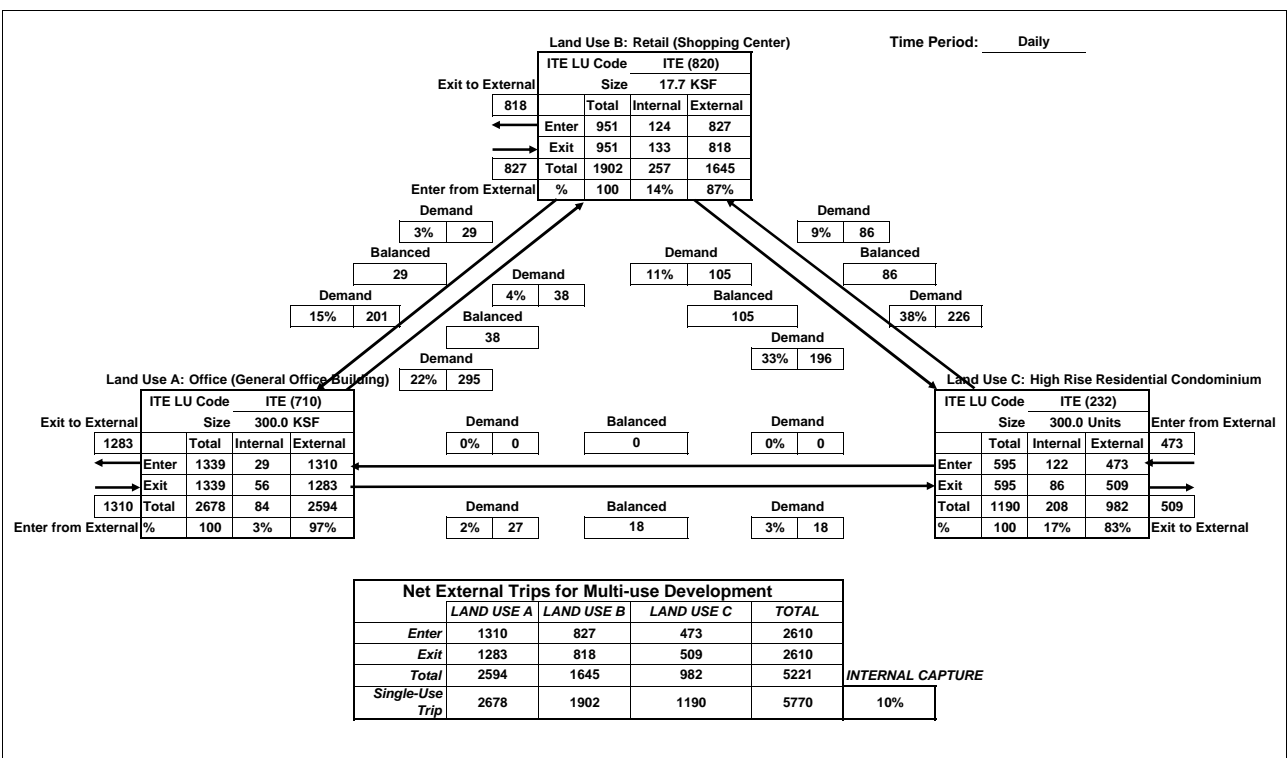 Land Use B: Retail (Shopping Center)
Time Period: Daily
ITE LU Code ITE (820)
Exit to External Size 17.7 KSF
818 Total Internal External
Enter 951 124 827
Exit 951 133 818
827 Total 1902 257 1645
Enter from External % 100 14% 87%
Demand
3% 29
Balanced
29
Demand
15% 201
Demand
4% 38
Balanced
38
Demand
22% 295
Demand
11% 105
Balanced
105
Demand
33% 196
Demand
9% 86
Balanced
86
Demand
38% 226
Land Use A: Office (General Office Building)
ITE LU Code ITE (710)
Exit to External Size 300.0 KSF
1283 Total Internal External
Enter 1339 29 1310
Exit 1339 56 1283
1310 Total 2678 84 2594
Enter from External % 100 3% 97%
Demand Balanced Demand
0% 0 0 0% 0
Demand Balanced Demand
2% 27 18 3% 18
Land Use C: High Rise Residential Condominium
ITE LU Code ITE (232)
Size 300.0 Units Enter from External
Total Internal External 473
Enter 595 122 473
Exit 595 86 509
Total 1190 208 982 509
% 100 17% 83% Exit to External
Net External Trips for Multi-use Development
LAND USE A LAND USE B LAND USE C TOTAL
Enter 1310 827 473 2610
Exit 1283 818 509 2610
Total 2594 1645 982 5221 INTERNAL CAPTURE
Single-Use
Trip 2678 1902 1190 5770 10%